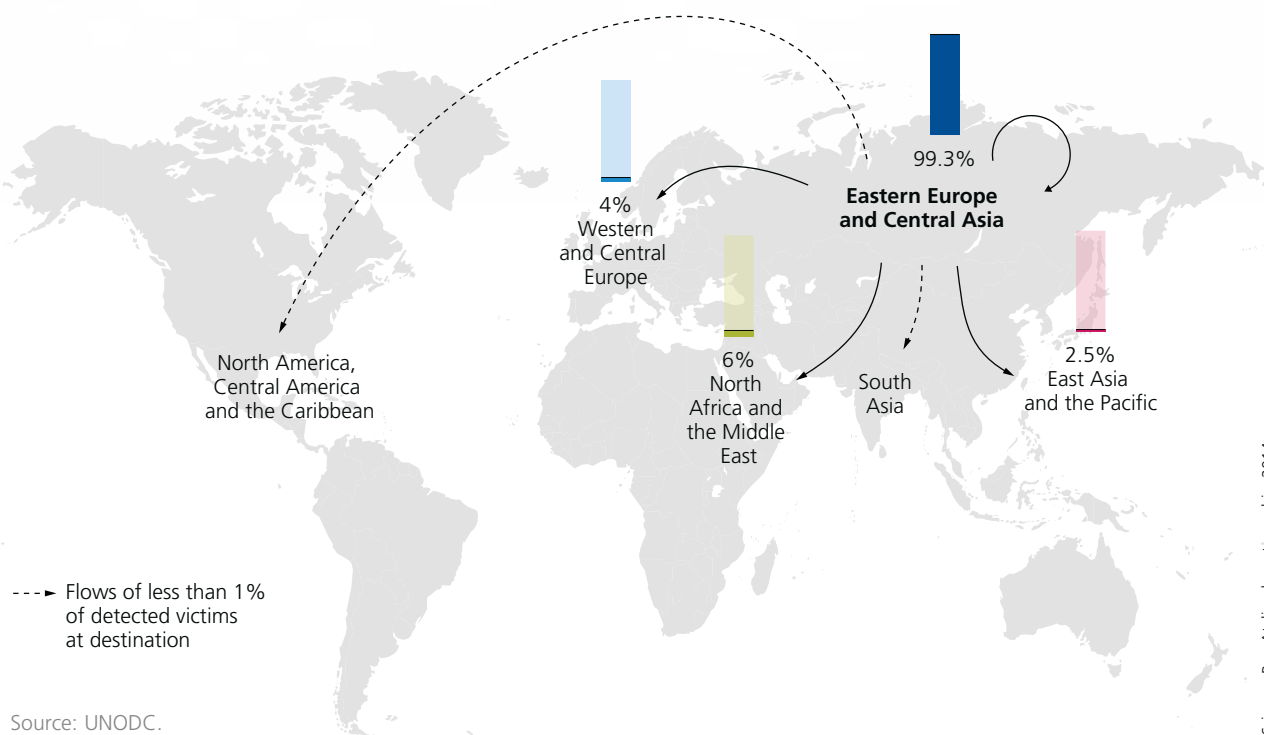 99.3%
Eastern Europe
and Central Asia
4%
Western
and Central
Europe
6%
North
Africa and
the Middle
East
South
Asia
2.5%
East Asia
and the Pacific
North America,
Central America
and the Caribbean
Flows of less than 1%
of detected victims
at destination
Source: UNODC.